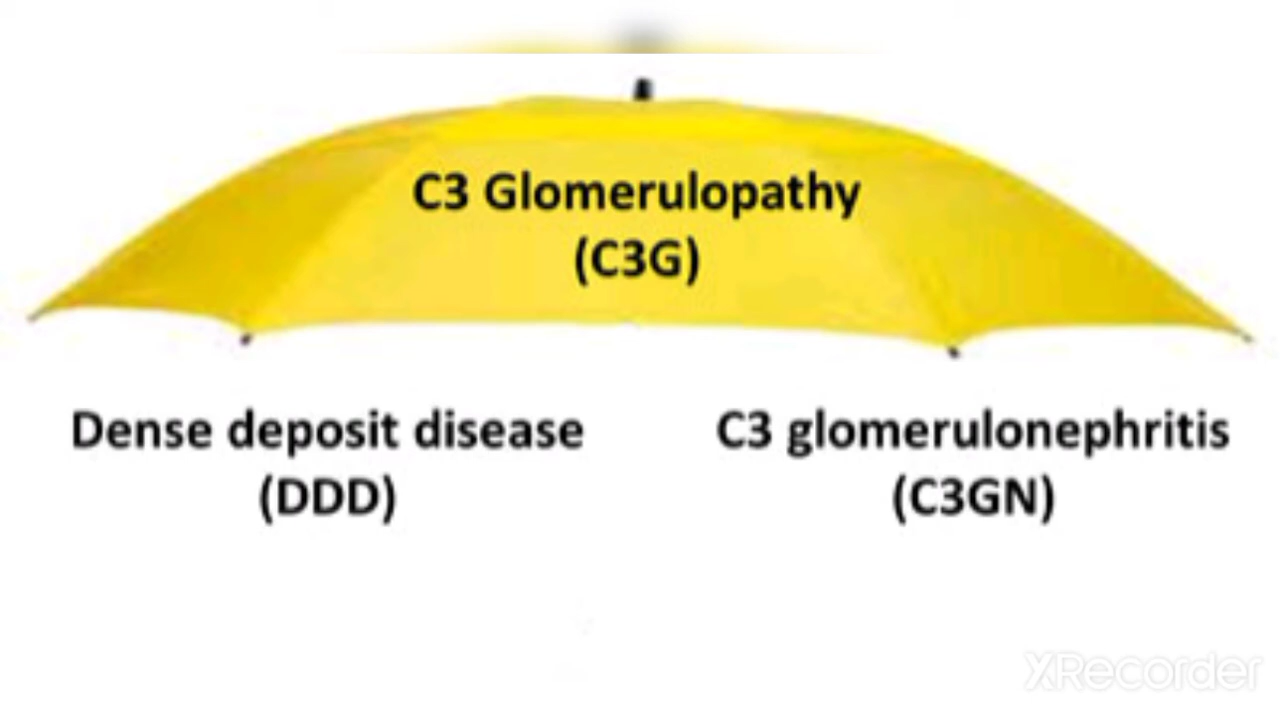 C3 Glomerulopathy
(C3G)
Dense deposit disease
(DDD)
C3 glomerulonephritis
(C3GN)
XRecorder